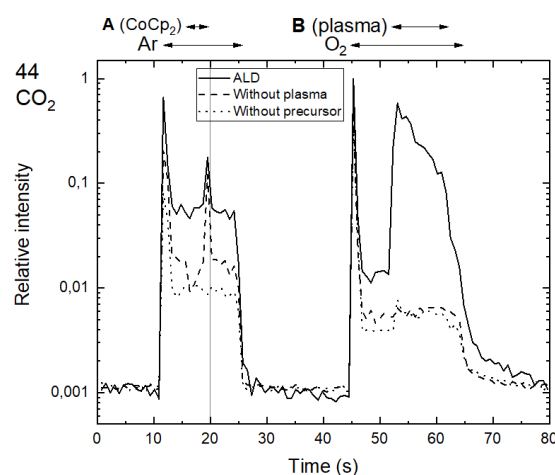 A (CoCp2) B (plasma)
Ar O2
44
CO2
ALD
Without plasma
Without precursor
1
0,1
0,01
0,001
Relative intensity
0 10 20 30 40 50 60 70 80
Time (s)